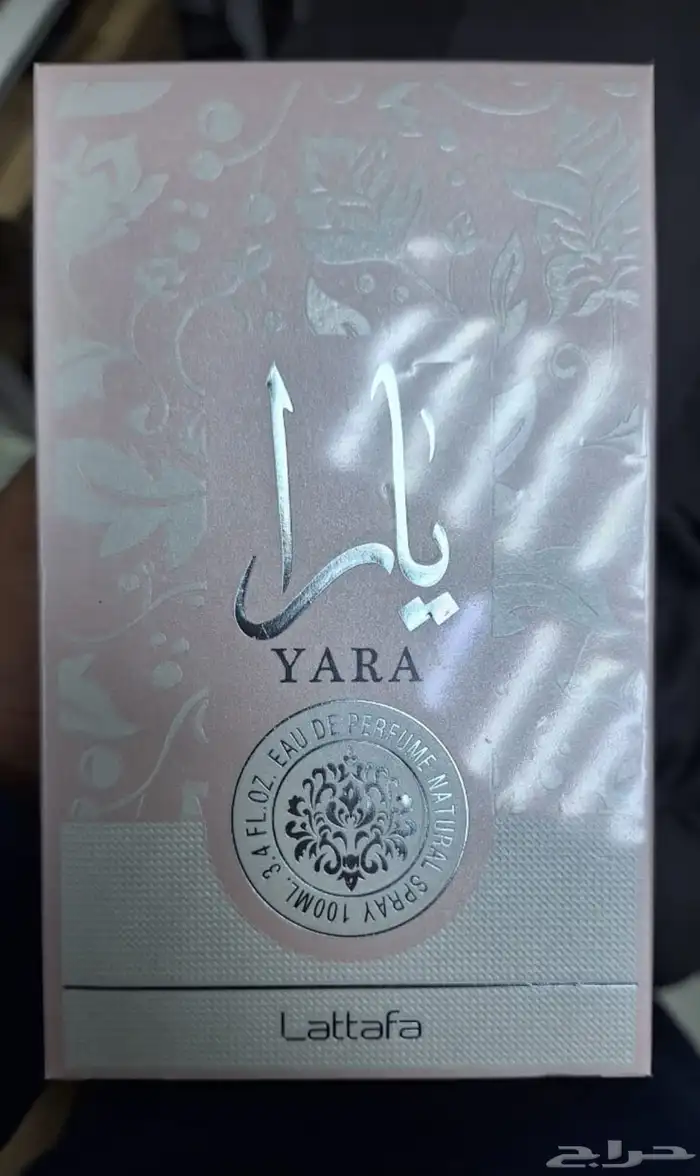 يارا
YARA
EAU DE PERFUME NATURAL SPRAY 100ML. 3.4 FL.OZ.
Lattafa
حراج